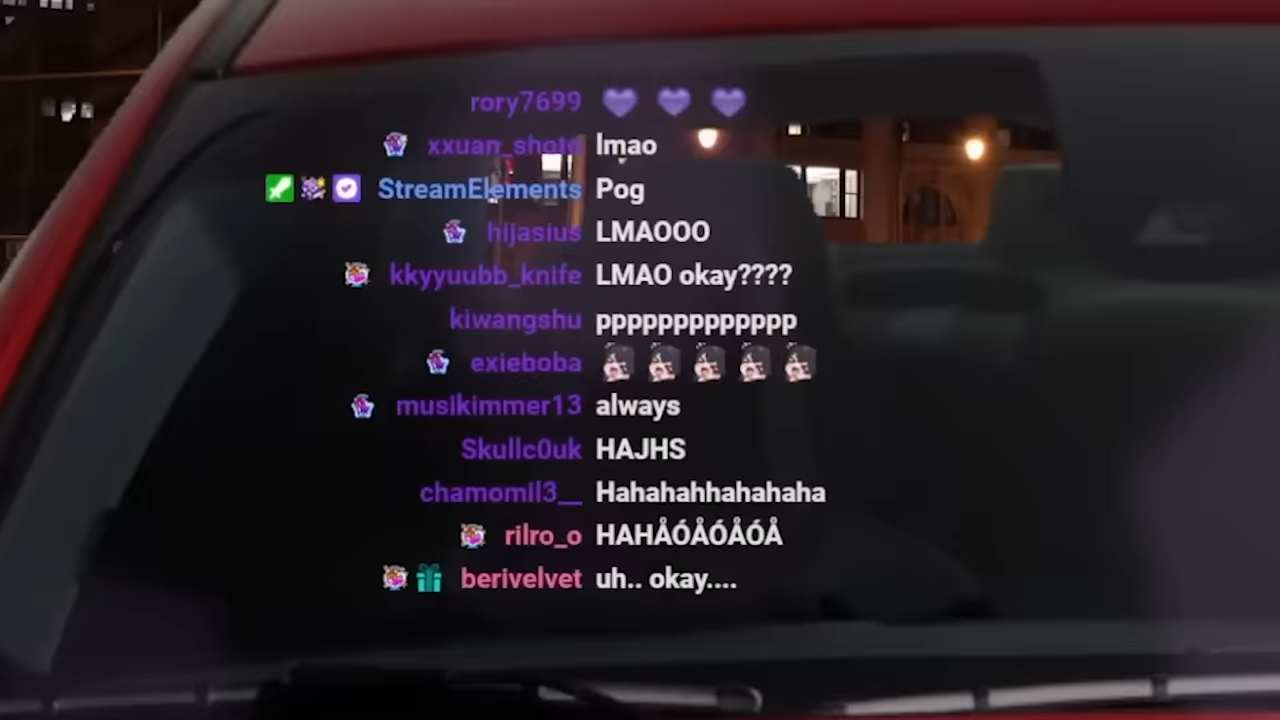 rory7699
xxuan_shoto lmao
StreamElements Pog
hijasius LMAOOO
kkyyuubb_knife LMAO okay????
kiwangshu ppppppppppppp
exieboba
musikimmer13 always
Skullc0uk HAJHS
chamomil3__ Hahahahhahahaha
rilro_o HAHÅÓÅÓÅÓÅ
berivelvet uh.. okay....